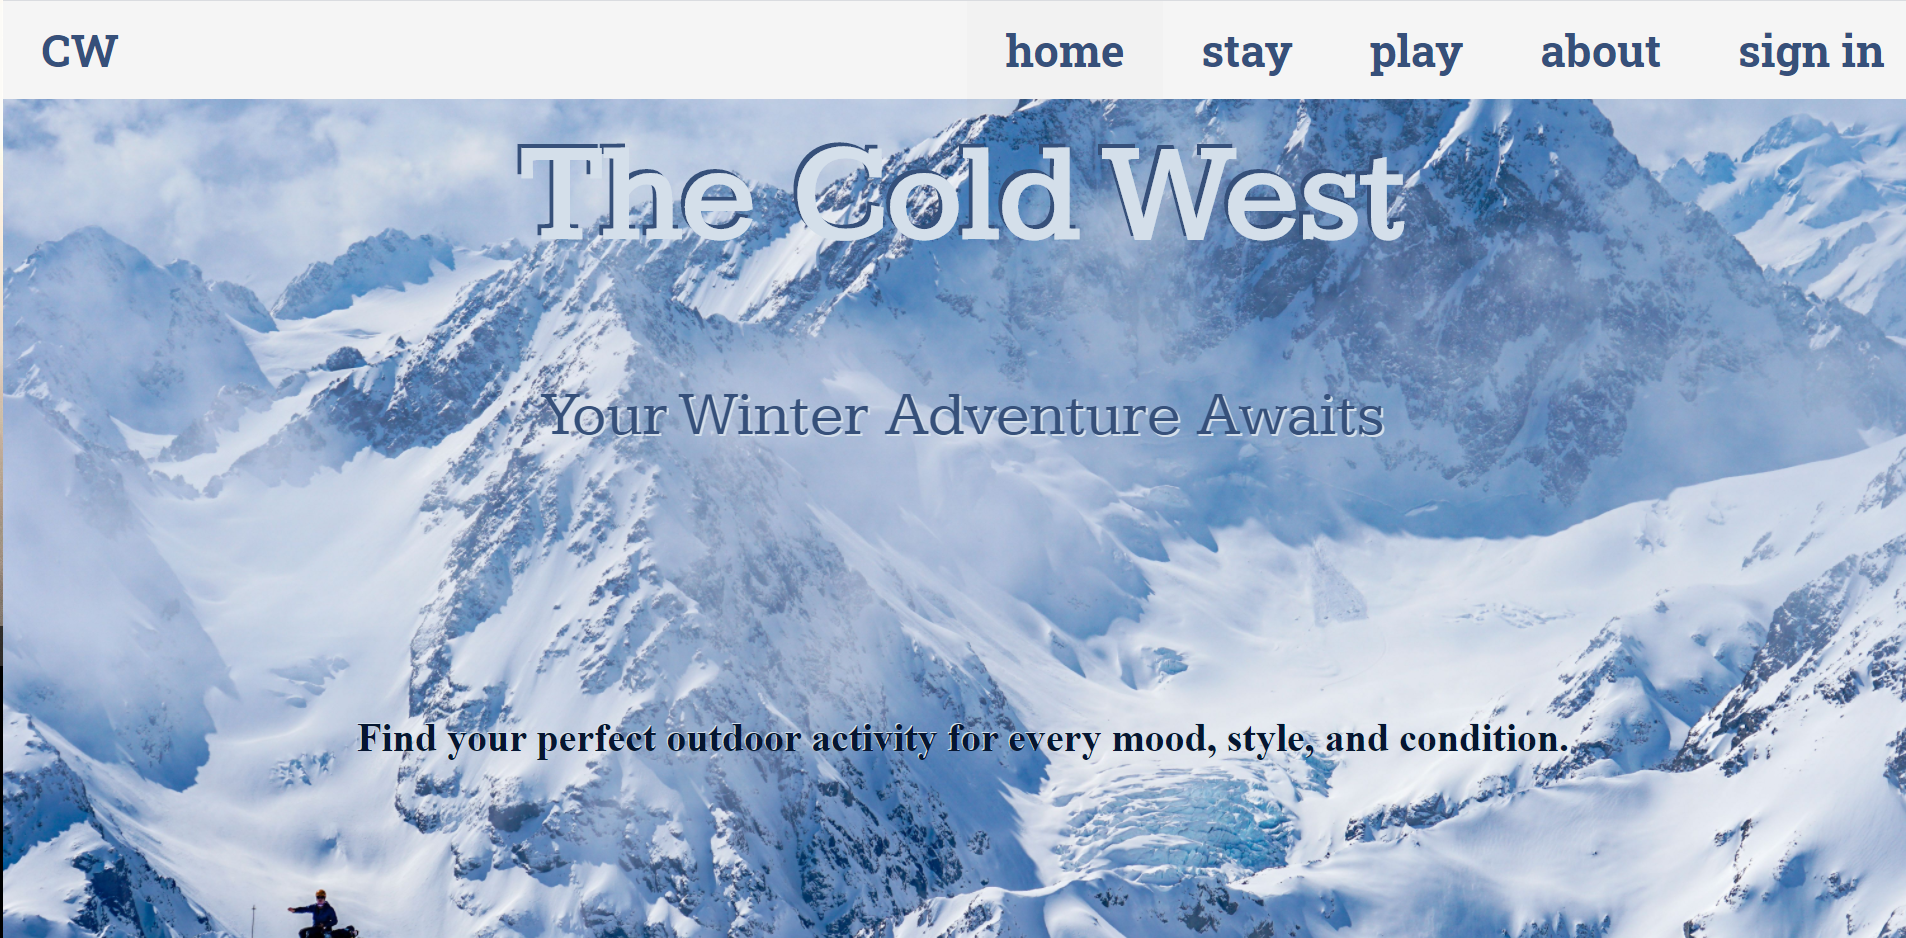 CW
home stay play about sign in
The Cold West
Your Winter Adventure Awaits
Find your perfect outdoor activity for every mood, style, and condition.